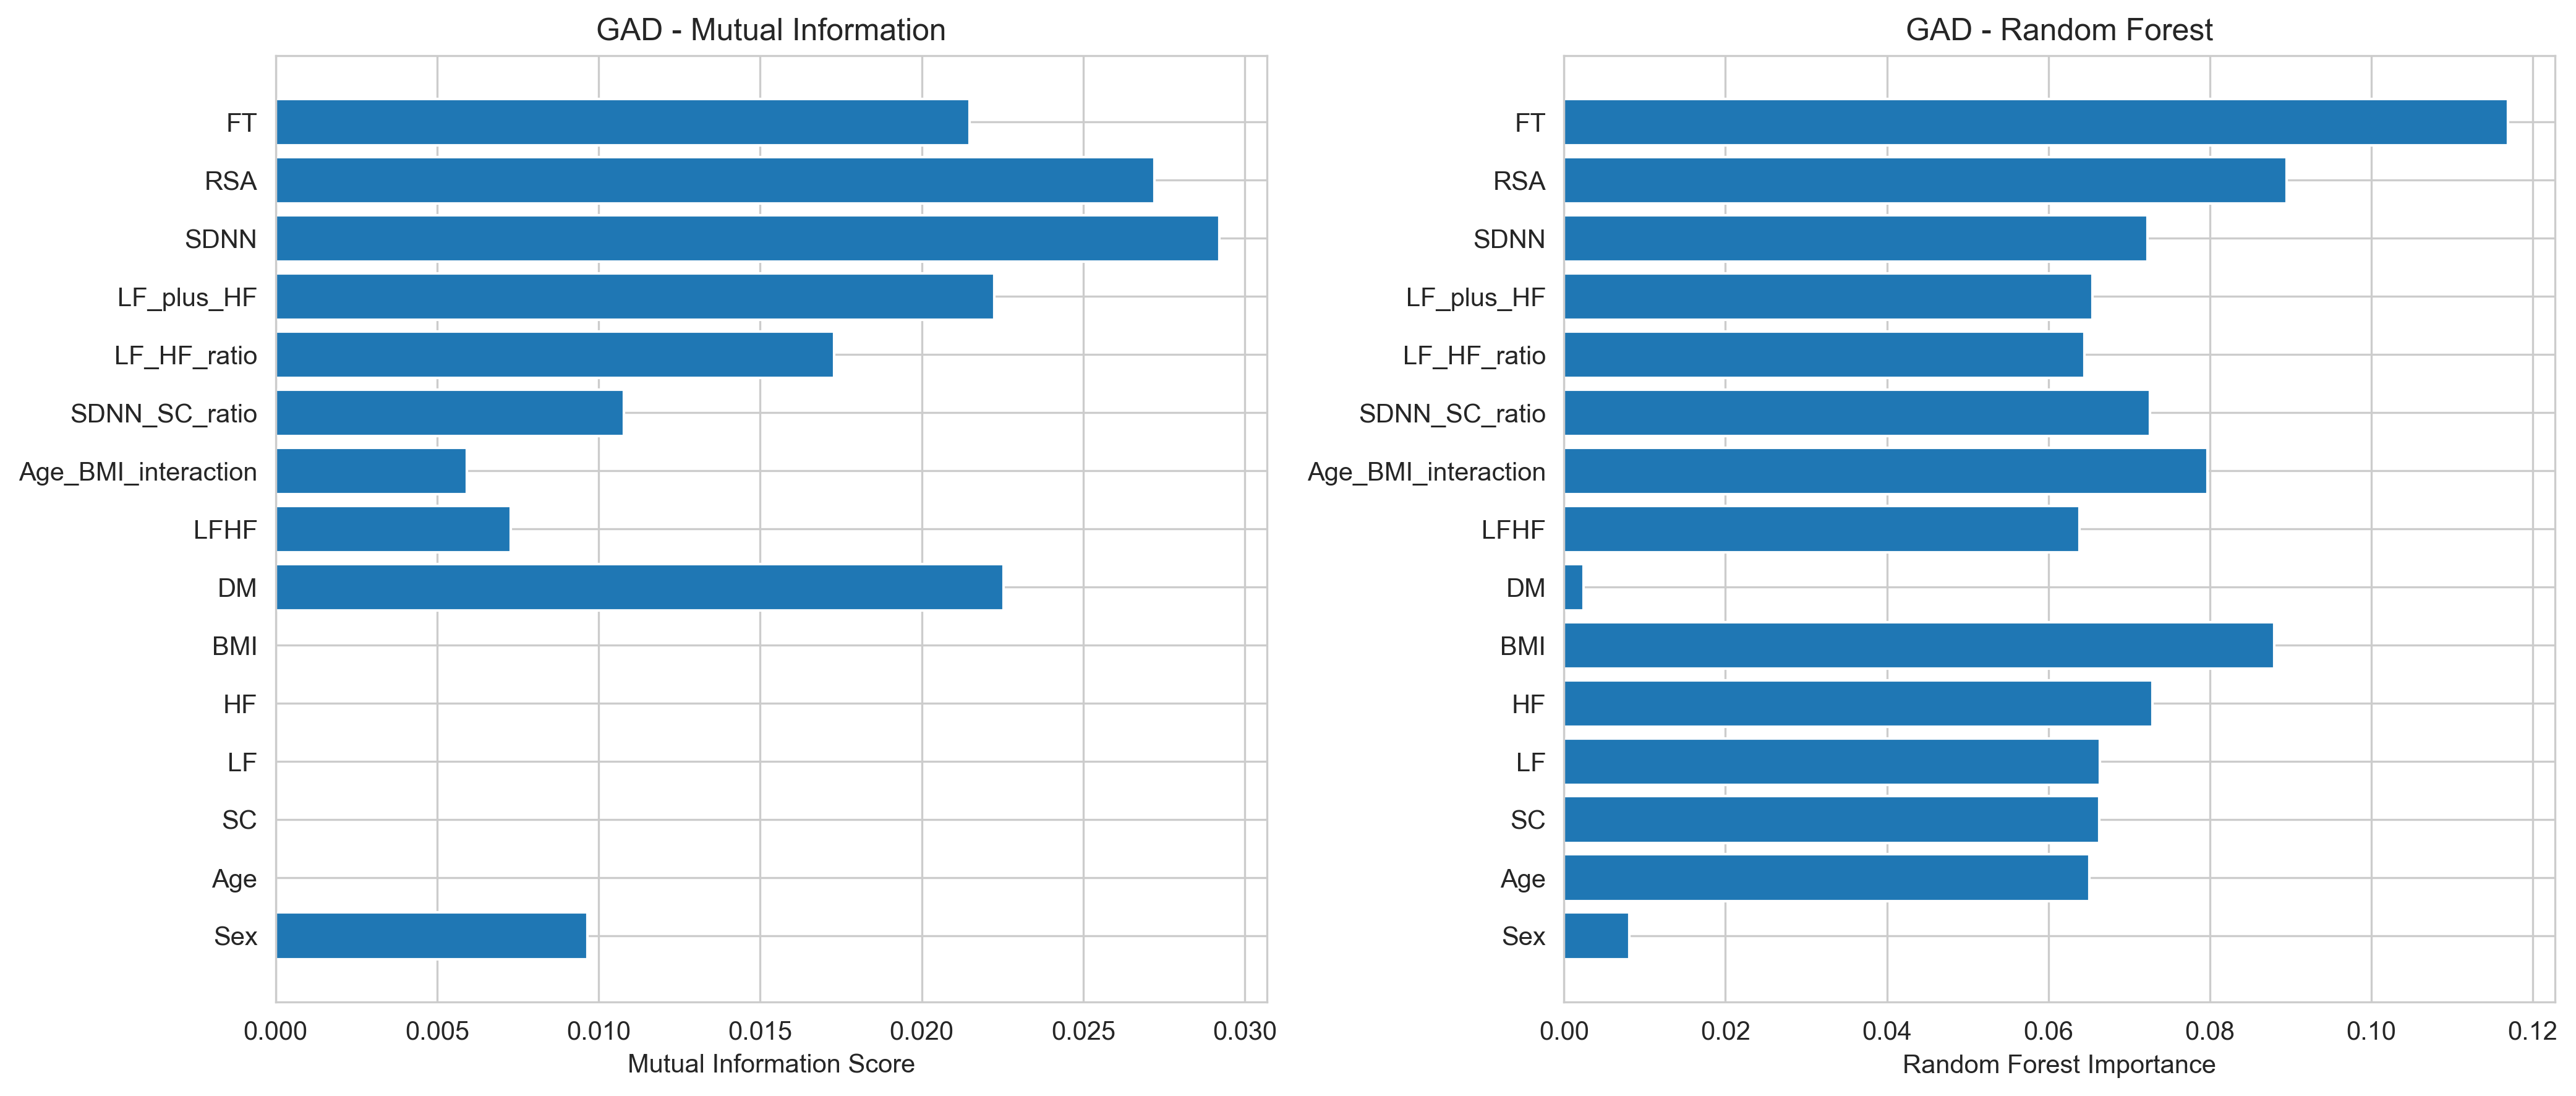 GAD - Mutual Information
FT
RSA
SDNN
LF_plus_HF
LF_HF_ratio
SDNN_SC_ratio
Age_BMI_interaction
LFHF
DM
BMI
HF
LF
SC
Age
Sex
0.000 0.005 0.010 0.015 0.020 0.025 0.030
Mutual Information Score
GAD - Random Forest
FT
RSA
SDNN
LF_plus_HF
LF_HF_ratio
SDNN_SC_ratio
Age_BMI_interaction
LFHF
DM
BMI
HF
LF
SC
Age
Sex
0.00 0.02 0.04 0.06 0.08 0.10 0.12
Random Forest Importance